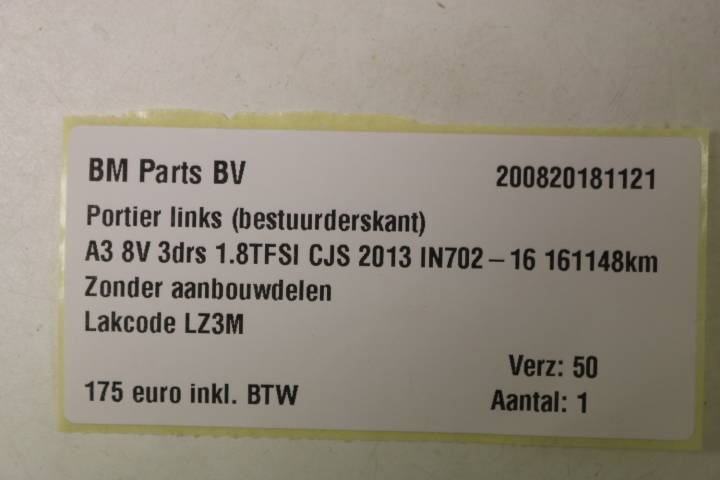 BM Parts BV 200820181121
Portier links (bestuurderskant)
A3 8V 3drs 1.8TFSI CJS 2013 IN702 – 16 161148km
Zonder aanbouwdelen
Lakcode LZ3M
Verz: 50
175 euro inkl. BTW Aantal: 1